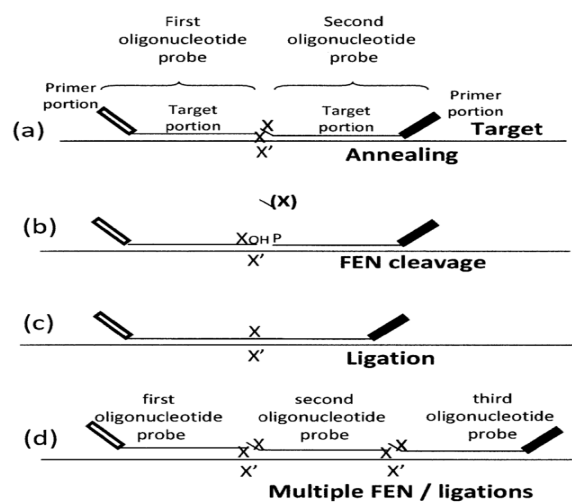 First
oligonucleotide
probe
Second
oligonucleotide
probe
Primer
portion
Target
portion
Target
portion
Primer
portion
(a)
X
X
X'
Target
Annealing
(b)
(X)
XOH P
X'
FEN cleavage
(c)
X
X'
Ligation
(d)
first
oligonucleotide
probe
second
oligonucleotide
probe
third
oligonucleotide
probe
X
X
X'
X
X
X'
Multiple FEN / ligations